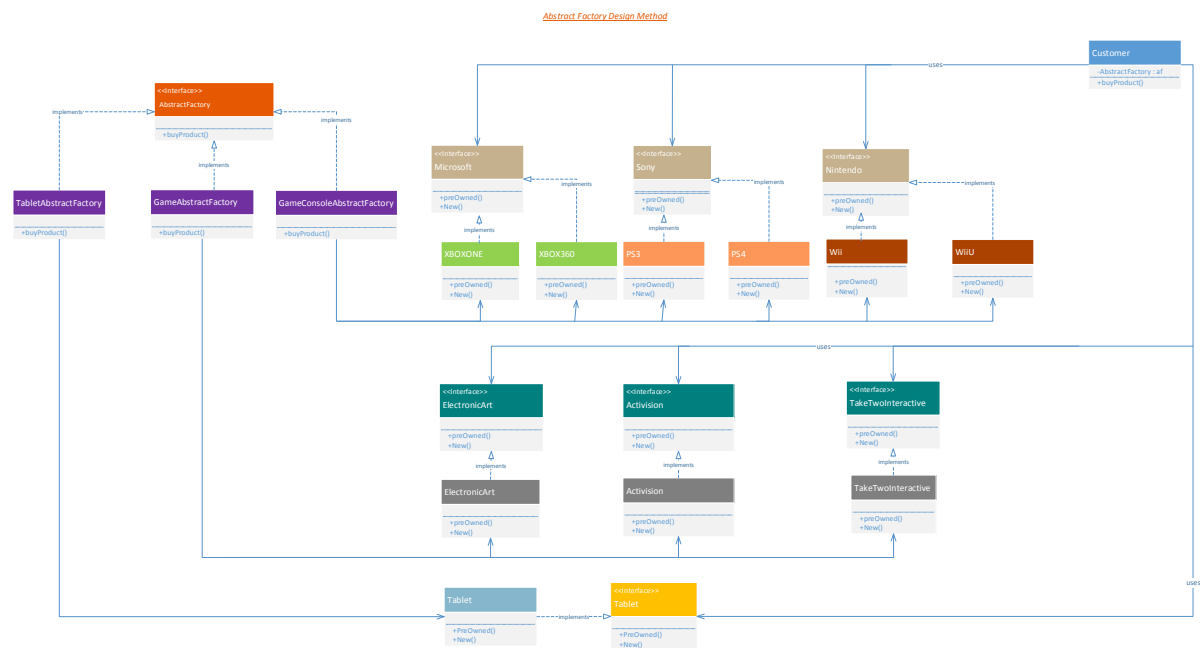 Abstract Factory Design Method
Customer
-AbstractFactory : af
+buyProduct()
uses
<<Interface>>
AbstractFactory
+buyProduct()
implements
implements
implements
TabletAbstractFactory
+buyProduct()
GameAbstractFactory
+buyProduct()
GameConsoleAbstractFactory
+buyProduct()
<<Interface>>
Microsoft
+preOwned()
+New()
implements
implements
<<Interface>>
Sony
+preOwned()
+New()
implements
implements
<<Interface>>
Nintendo
+preOwned()
+New()
implements
implements
XBOXONE
+preOwned()
+New()
XBOX360
+preOwned()
+New()
PS3
+preOwned()
+New()
PS4
+preOwned()
+New()
Wii
+preOwned()
+New()
WiiU
+preOwned()
+New()
uses
<<Interface>>
ElectronicArt
+preOwned()
+New()
implements
<<Interface>>
Activision
+preOwned()
+New()
implements
<<Interface>>
TakeTwoInteractive
+preOwned()
+New()
implements
ElectronicArt
+preOwned()
+New()
Activision
+preOwned()
+New()
TakeTwoInteractive
+preOwned()
+New()
uses
Tablet
+PreOwned()
+New()
implements
<<Interface>>
Tablet
+PreOwned()
+New()